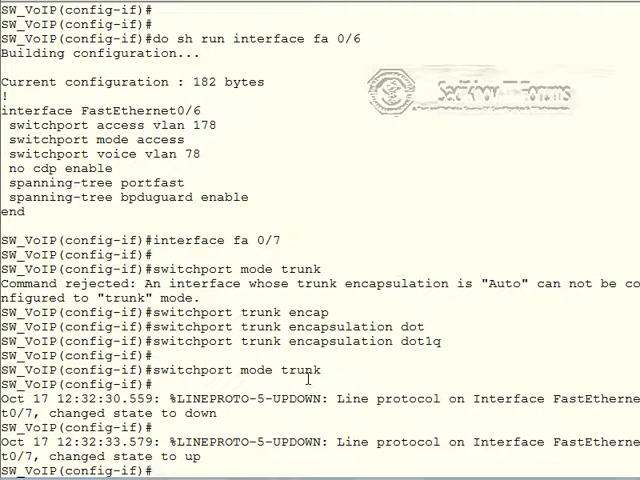 SW_VoIP(config-if)#
SW_VoIP(config-if)#
SW_VoIP(config-if)#do sh run interface fa 0/6
Building configuration...
Current configuration : 182 bytes
!
interface FastEthernet0/6
switchport access vlan 178
switchport mode access
switchport voice vlan 78
no cdp enable
spanning-tree portfast
spanning-tree bpduguard enable
end
SW_VoIP(config-if)#interface fa 0/7
SW_VoIP(config-if)#
SW_VoIP(config-if)#switchport mode trunk
Command rejected: An interface whose trunk encapsulation is "Auto" can not be co
nfigured to "trunk" mode.
SW_VoIP(config-if)#switchport trunk encap
SW_VoIP(config-if)#switchport trunk encapsulation dot
SW_VoIP(config-if)#switchport trunk encapsulation dot1q
SW_VoIP(config-if)#
SW_VoIP(config-if)#switchport mode trunk
SW_VoIP(config-if)#
Oct 17 12:32:30.559: %LINEPROTO-5-UPDOWN: Line protocol on Interface FastEtherne
t0/7, changed state to down
SW_VoIP(config-if)#
Oct 17 12:32:33.579: %LINEPROTO-5-UPDOWN: Line protocol on Interface FastEtherne
t0/7, changed state to up
SW_VoIP(config-if)#